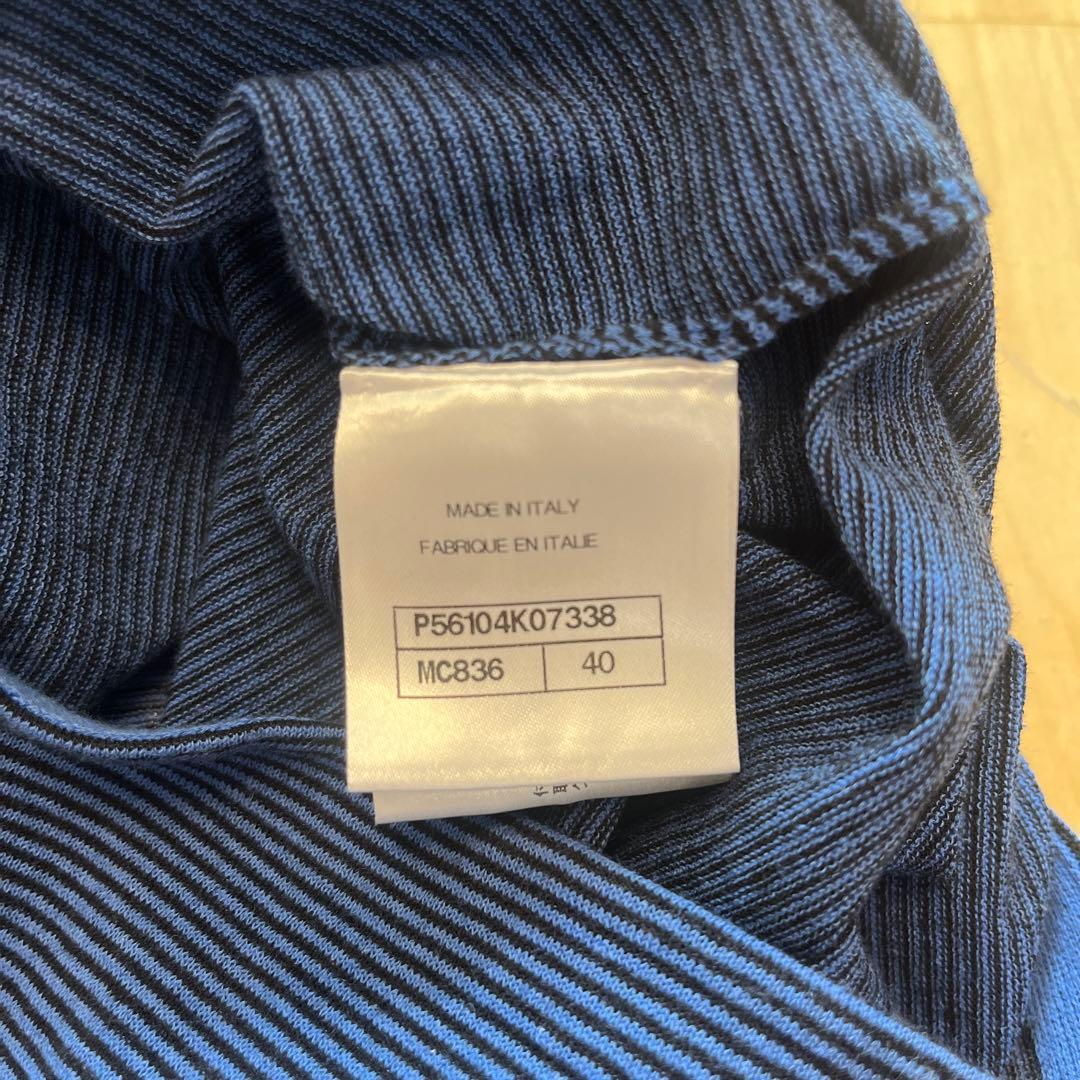 MADE IN ITALY
FABRIQUE EN ITALIE
P56104K07338
MC836 40